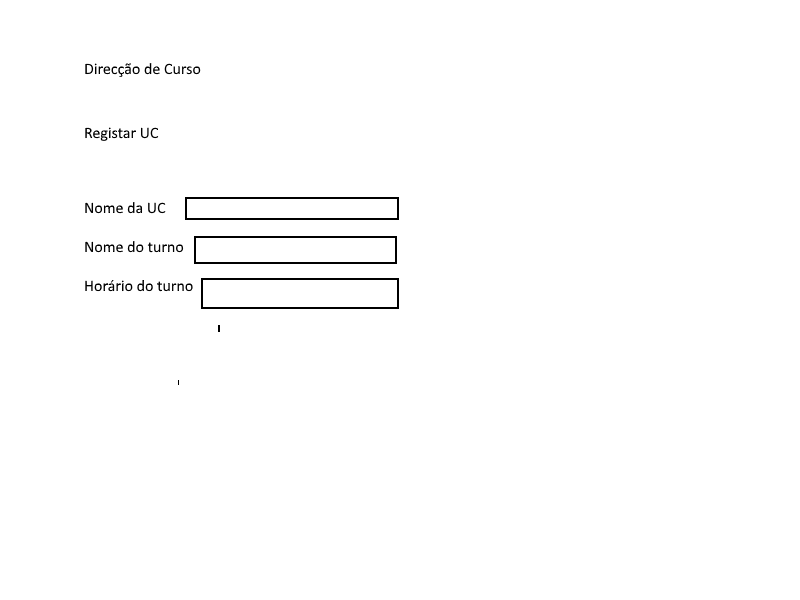 Direcção de Curso
Registar UC
Nome da UC
Nome do turno
Horário do turno